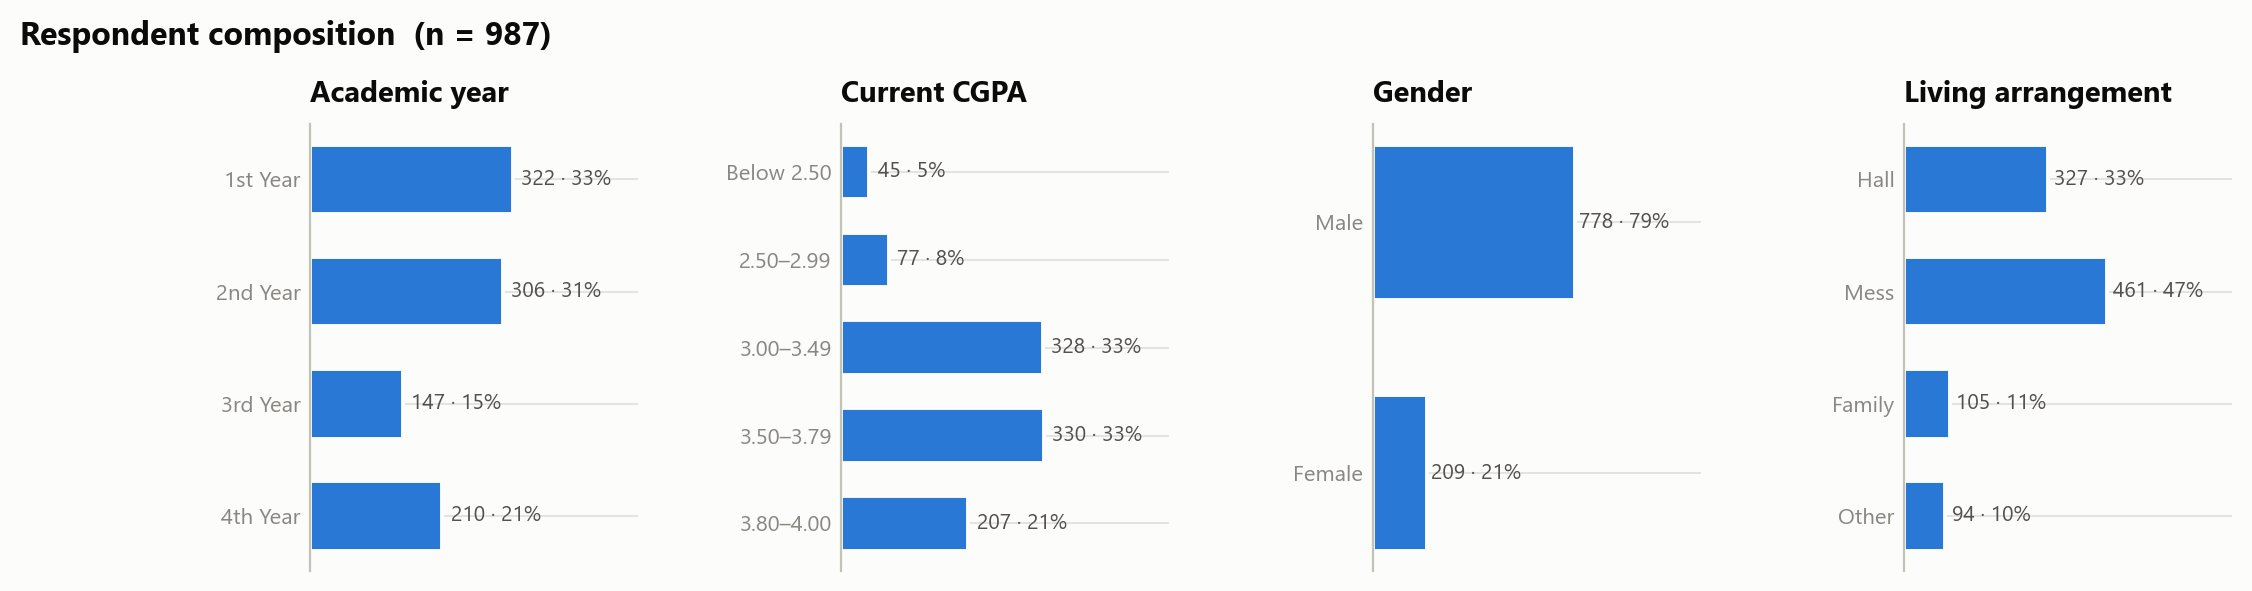 Respondent composition (n = 987)
Academic year
1st Year 322 · 33%
2nd Year 306 · 31%
3rd Year 147 · 15%
4th Year 210 · 21%
Current CGPA
Below 2.50 45 · 5%
2.50–2.99 77 · 8%
3.00–3.49 328 · 33%
3.50–3.79 330 · 33%
3.80–4.00 207 · 21%
Gender
Male 778 · 79%
Female 209 · 21%
Living arrangement
Hall 327 · 33%
Mess 461 · 47%
Family 105 · 11%
Other 94 · 10%